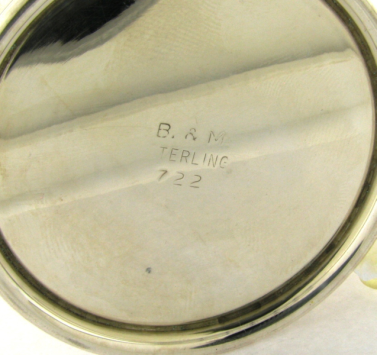 B. & M.
TERLING
722